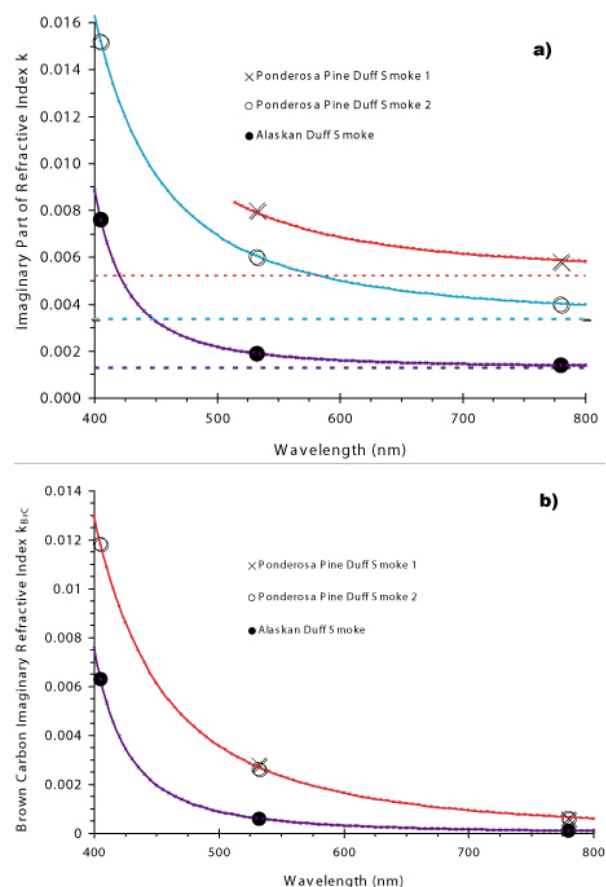 0.016
a)
Ponderosa Pine Duff Smoke 1
0.014
Ponderosa Pine Duff Smoke 2
0.012
Alaskan Duff Smoke
0.010
0.008
0.006
0.004
0.002
0.000
Imaginary Part of Refractive Index k
400 500 600 700 800
Wavelength (nm)
0.014
b)
0.012
Ponderosa Pine Duff Smoke 1
0.01
Ponderosa Pine Duff Smoke 2
0.008
Alaskan Duff Smoke
0.006
0.004
0.002
0
Brown Carbon Imaginary Refractive Index kBrC
400 500 600 700 800
Wavelength (nm)